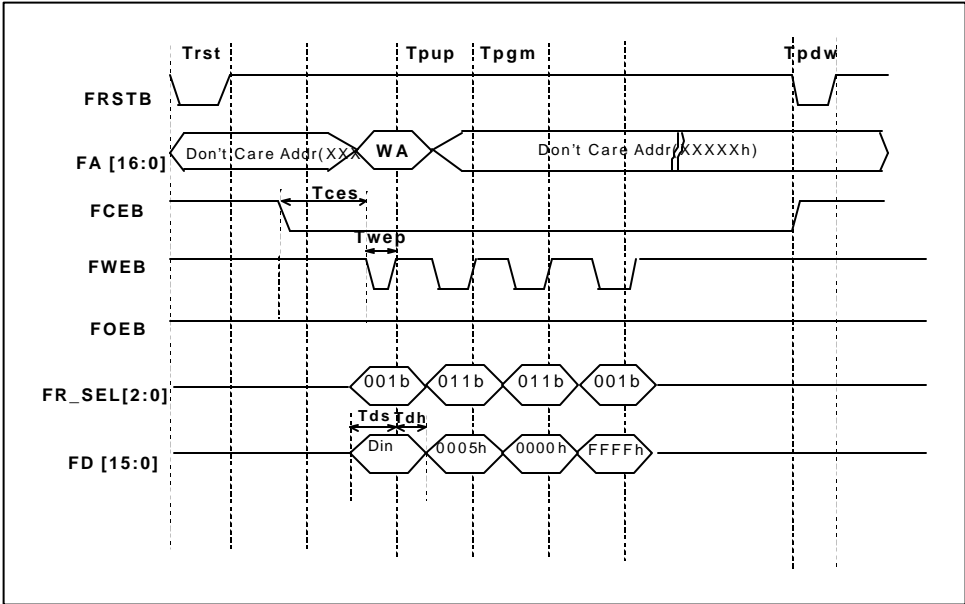 Trst Tpup Tpgm Tpdw
FRSTB
FA [16:0] Don't Care Addr(XXX WA Don't Care Addr(XXXXXh)
Tces
FCEB
Twep
FWEB
FOEB
FR_SEL[2:0] 001b 011b 011b 001b
Tds Tdh
FD [15:0] Din 0005h 0000h FFFFh